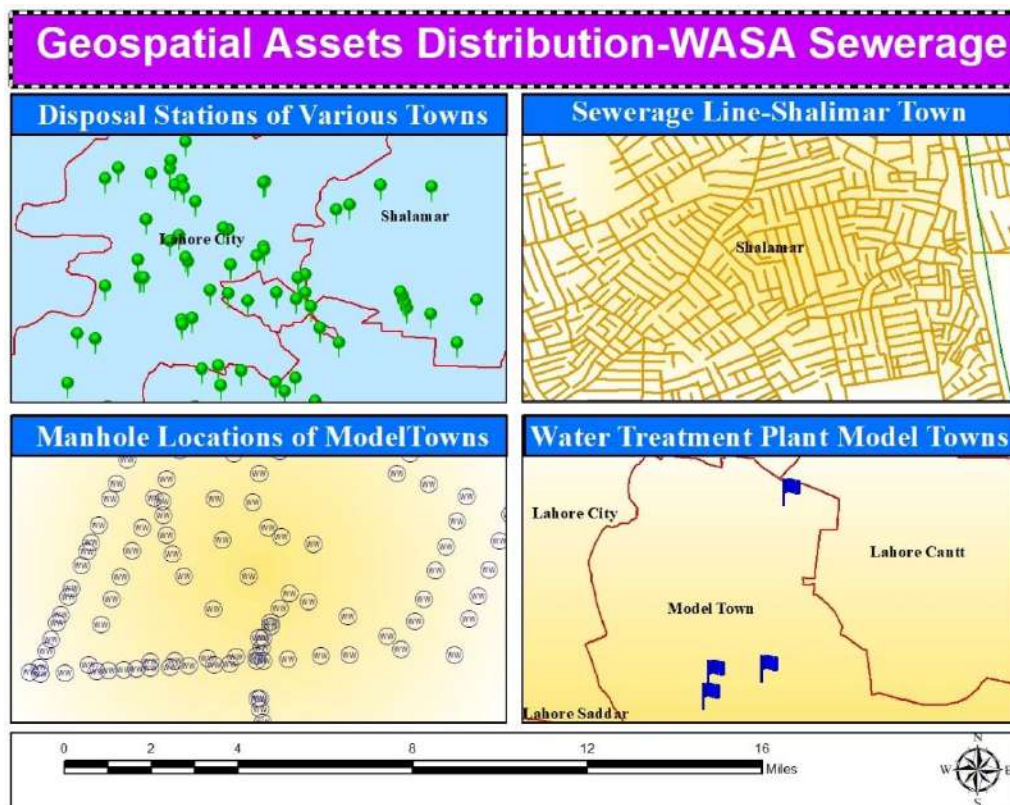 Geospatial Assets Distribution-WASA Sewerage
Disposal Stations of Various Towns
Sewerage Line-Shalimar Town
Shalamar
Lahore City
Shalamar
Manhole Locations of ModelTowns
Water Treatment Plant Model Towns
Lahore City
Lahore Cantt
Model Town
Lahore Saddar
0 2 4 8 12 16
Miles
N
W E
S